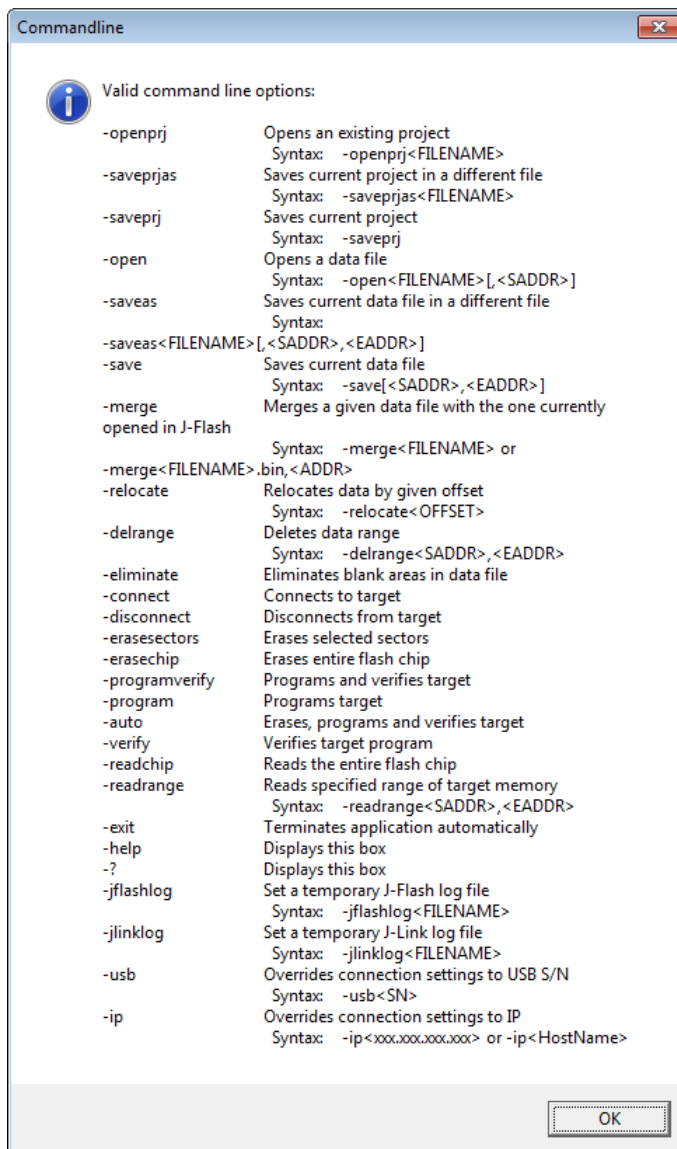 Commandline
Valid command line options:
-openprj Opens an existing project
Syntax: -openprj<FILENAME>
-saveprjas Saves current project in a different file
Syntax: -saveprjas<FILENAME>
-saveprj Saves current project
Syntax: -saveprj
-open Opens a data file
Syntax: -open<FILENAME>[,<SADDR>]
-saveas Saves current data file in a different file
Syntax:
-saveas<FILENAME>[,<SADDR>,<EADDR>]
-save Saves current data file
Syntax: -save[<SADDR>,<EADDR>]
-merge Merges a given data file with the one currently
opened in J-Flash
Syntax: -merge<FILENAME> or
-merge<FILENAME>.bin,<ADDR>
-relocate Relocates data by given offset
Syntax: -relocate<OFFSET>
-delrange Deletes data range
Syntax: -delrange<SADDR>,<EADDR>
-eliminate Eliminates blank areas in data file
-connect Connects to target
-disconnect Disconnects from target
-erasesectors Erases selected sectors
-erasechip Erases entire flash chip
-programverify Programs and verifies target
-program Programs target
-auto Erases, programs and verifies target
-verify Verifies target program
-readchip Reads the entire flash chip
-readrange Reads specified range of target memory
Syntax: -readrange<SADDR>,<EADDR>
-exit Terminates application automatically
-help Displays this box
-? Displays this box
-jflashlog Set a temporary J-Flash log file
Syntax: -jflashlog<FILENAME>
-jlinklog Set a temporary J-Link log file
Syntax: -jlinklog<FILENAME>
-usb Overrides connection settings to USB S/N
Syntax: -usb<SN>
-ip Overrides connection settings to IP
Syntax: -ip<xxx.xxx.xxx.xxx> or -ip<HostName>
OK